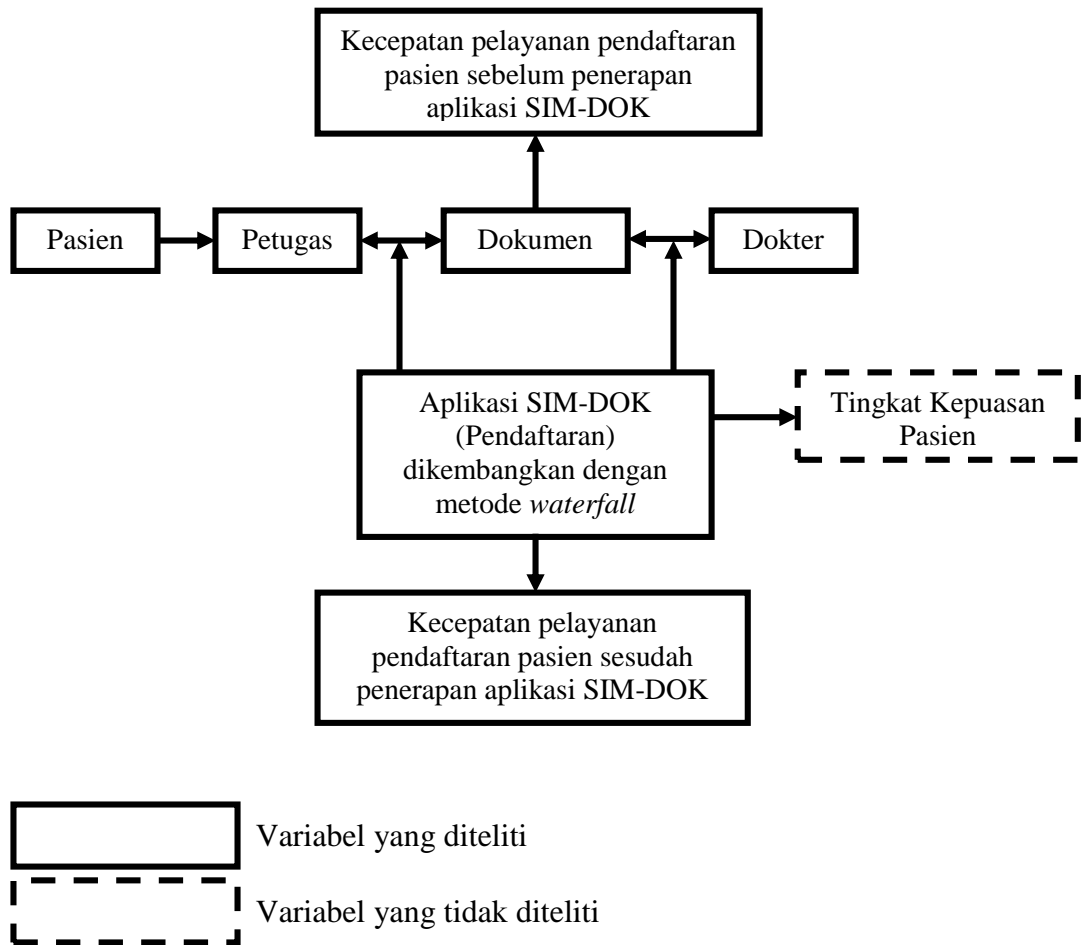 Kecepatan pelayanan pendaftaran
pasien sebelum penerapan
aplikasi SIM-DOK
Pasien
Petugas
Dokumen
Dokter
Aplikasi SIM-DOK
(Pendaftaran)
dikembangkan dengan
metode waterfall
Tingkat Kepuasan
Pasien
Kecepatan pelayanan
pendaftaran pasien sesudah
penerapan aplikasi SIM-DOK
Variabel yang diteliti
Variabel yang tidak diteliti